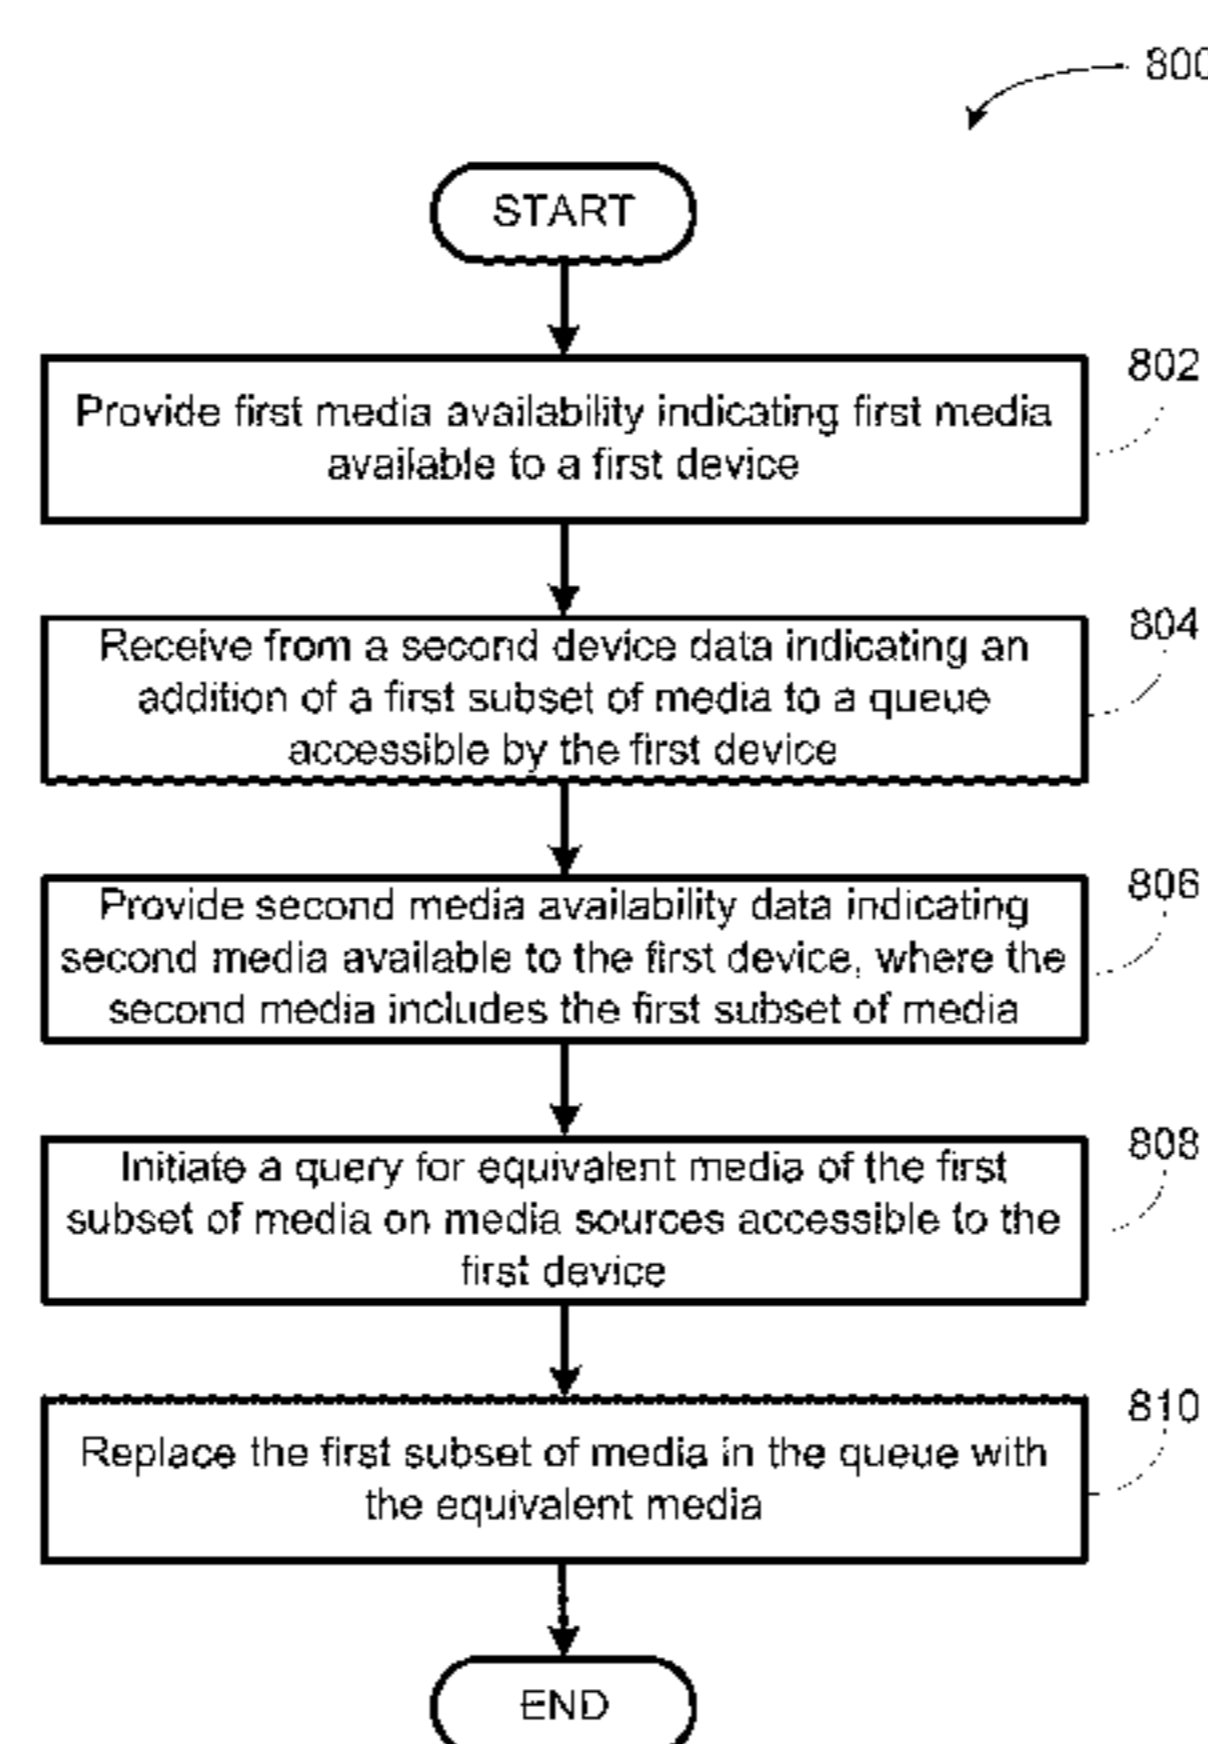 800
START
802
Provide first media availability indicating first media
available to a first device
804
Receive from a second device data indicating an
addition of a first subset of media to a queue
accessible by the first device
806
Provide second media availability data indicating
second media available to the first device, where the
second media includes the first subset of media
808
Initiate a query for equivalent media of the first
subset of media on media sources accessible to the
first device
810
Replace the first subset of media in the queue with
the equivalent media
END